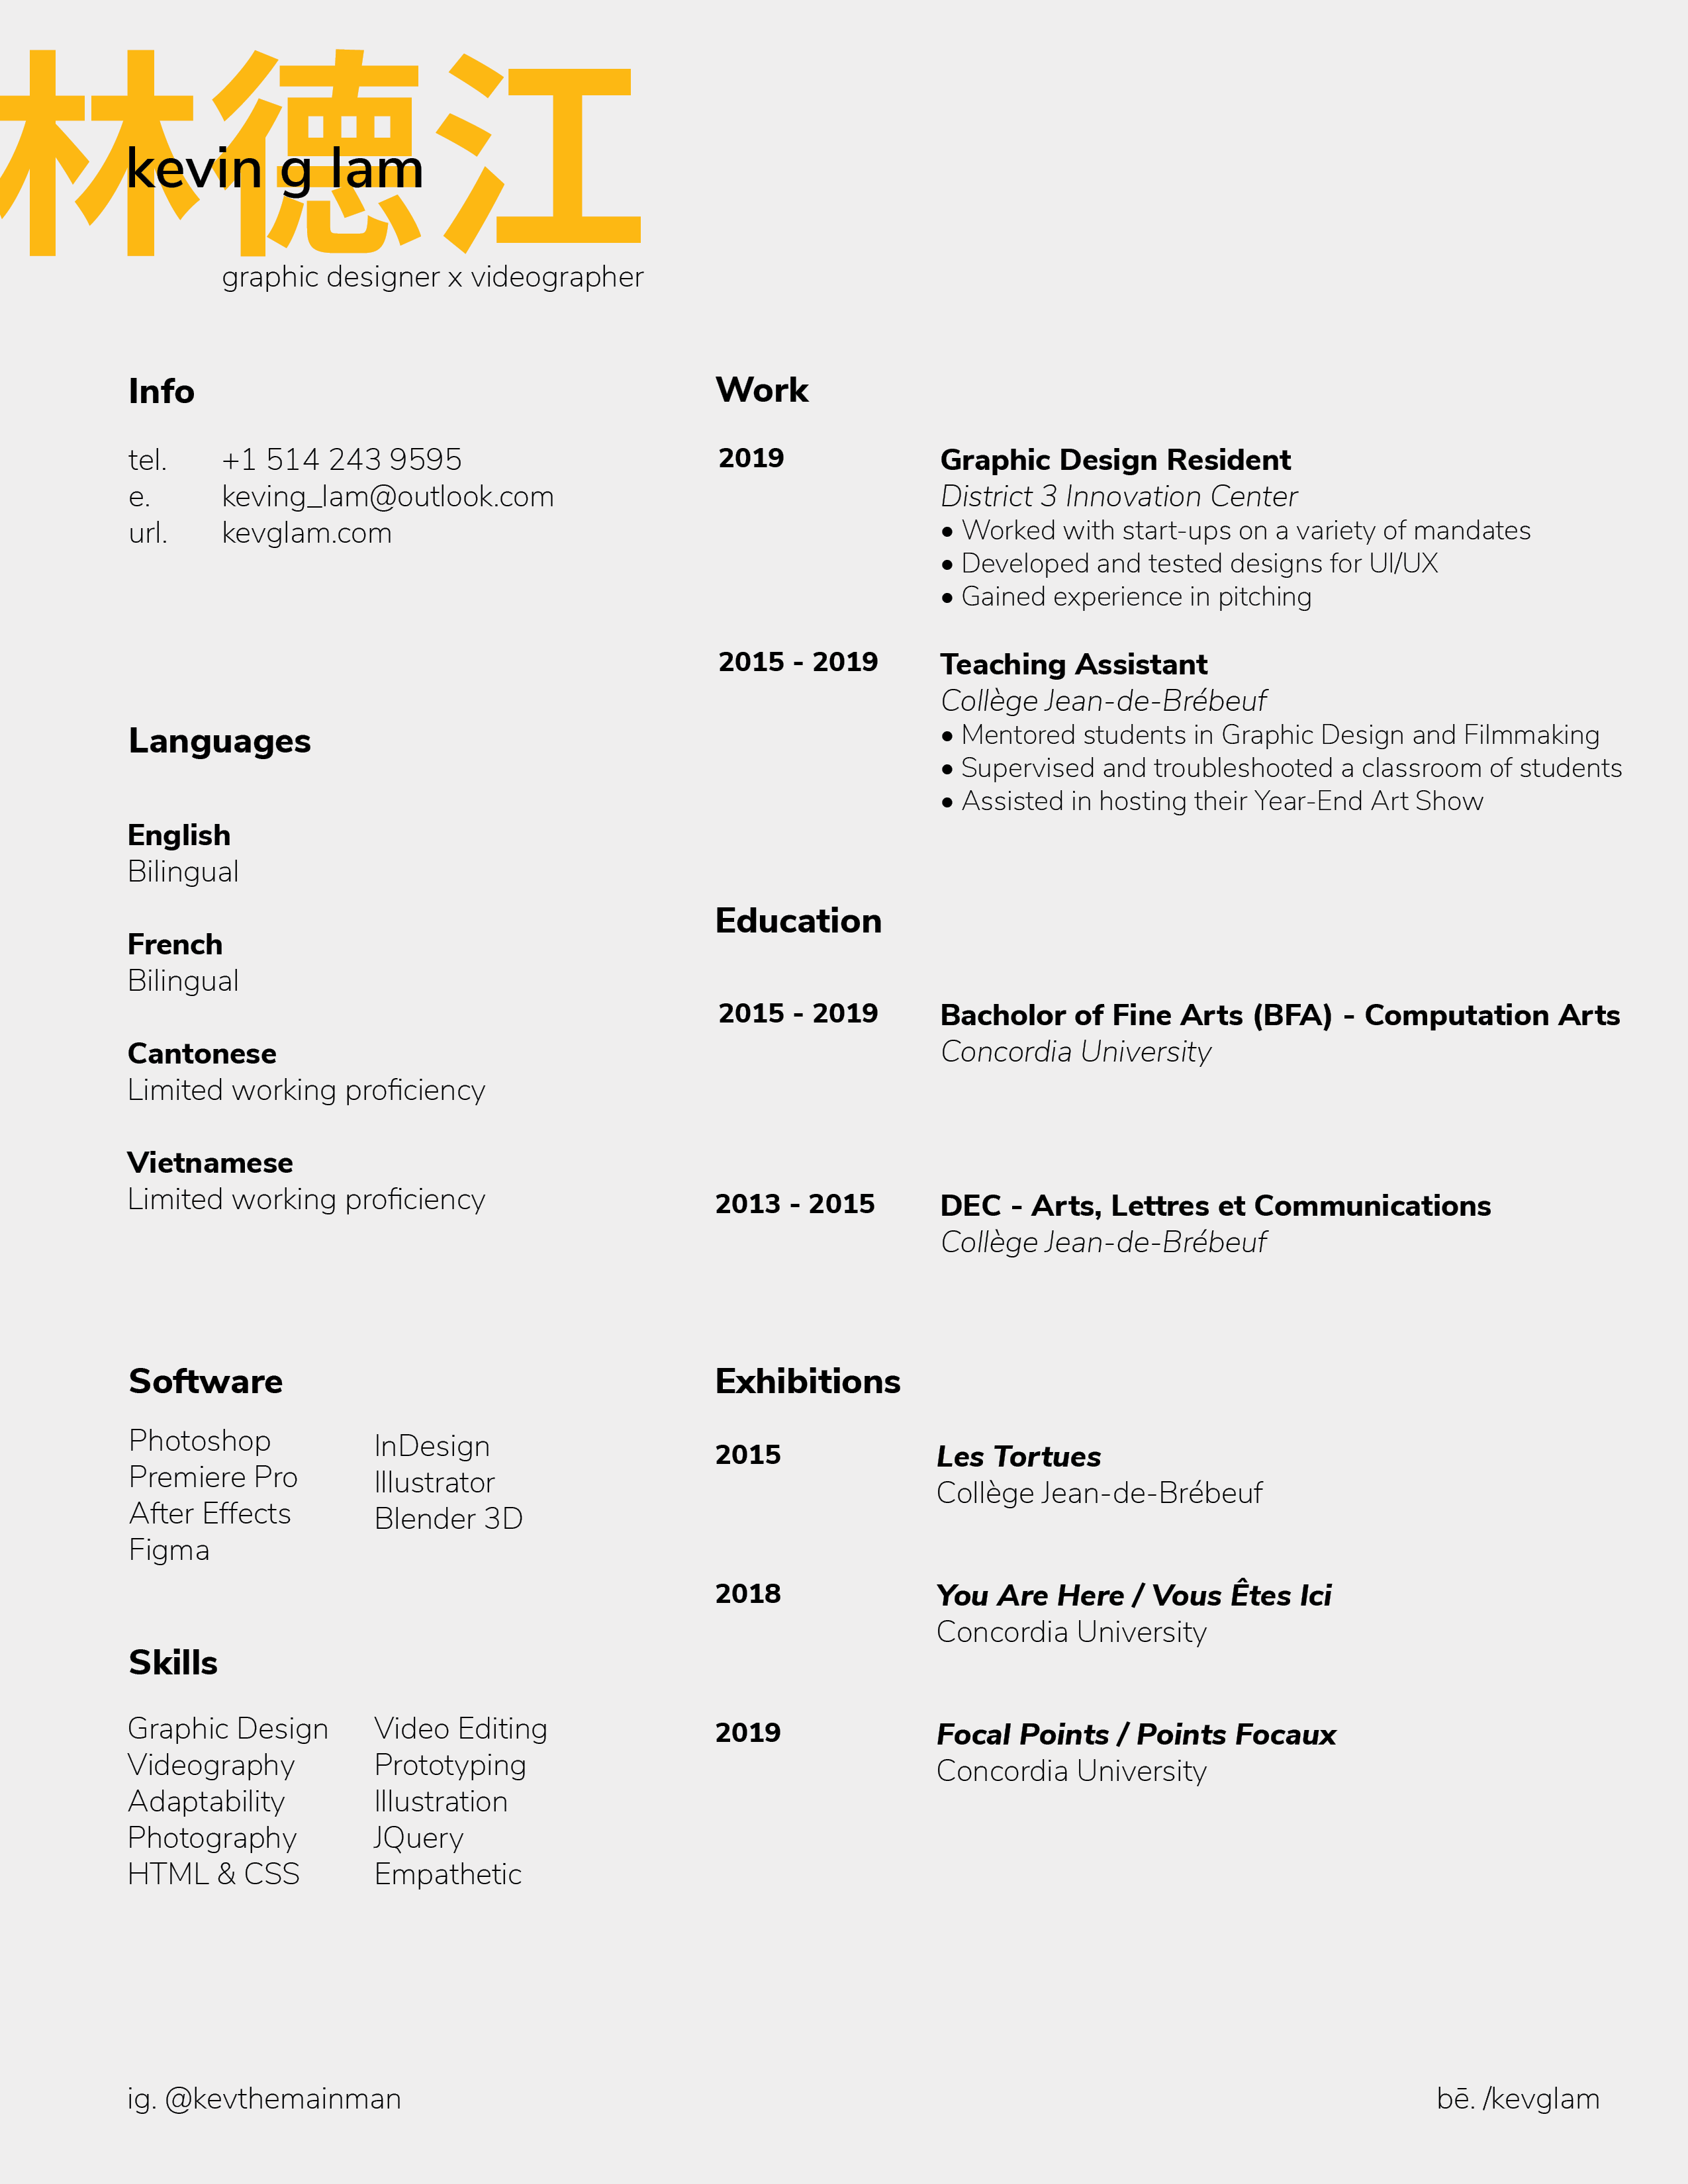 林徳江
kevin g lam
graphic designer x videographer
Info
tel. +1 514 243 9595
e. keving_lam@outlook.com
url. kevglam.com
Languages
English
Bilingual
French
Bilingual
Cantonese
Limited working proficiency
Vietnamese
Limited working proficiency
Software
Photoshop
Premiere Pro
After Effects
Figma
InDesign
Illustrator
Blender 3D
Skills
Graphic Design
Videography
Adaptability
Photography
HTML & CSS
Video Editing
Prototyping
Illustration
JQuery
Empathetic
Work
2019 Graphic Design Resident
District 3 Innovation Center
• Worked with start-ups on a variety of mandates
• Developed and tested designs for UI/UX
• Gained experience in pitching
2015 - 2019 Teaching Assistant
Collège Jean-de-Brébeuf
• Mentored students in Graphic Design and Filmmaking
• Supervised and troubleshooted a classroom of students
• Assisted in hosting their Year-End Art Show
Education
2015 - 2019 Bacholor of Fine Arts (BFA) - Computation Arts
Concordia University
2013 - 2015 DEC - Arts, Lettres et Communications
Collège Jean-de-Brébeuf
Exhibitions
2015 Les Tortues
Collège Jean-de-Brébeuf
2018 You Are Here / Vous Êtes Ici
Concordia University
2019 Focal Points / Points Focaux
Concordia University
ig. @kevthemainman
bē. /kevglam